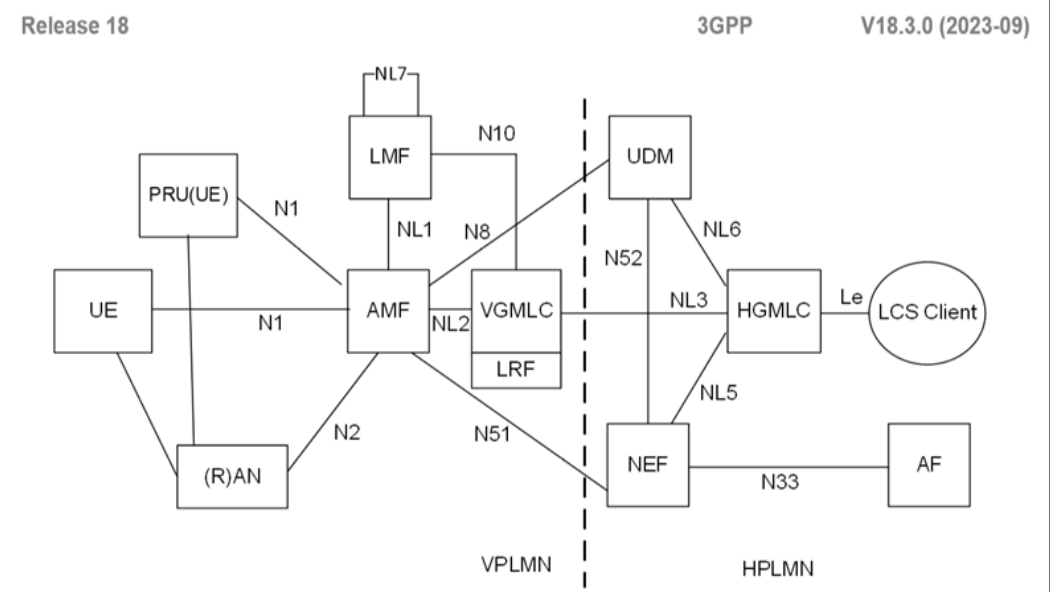 Release 18 3GPP V18.3.0 (2023-09)
NL7
LMF
N10
UDM
PRU(UE)
N1
NL1
N8
N52
NL6
UE
N1
AMF
NL2
VGMLC
LRF
NL3
HGMLC
Le
LCS Client
N2
N51
NL5
(R)AN
NEF
N33
AF
VPLMN
HPLMN